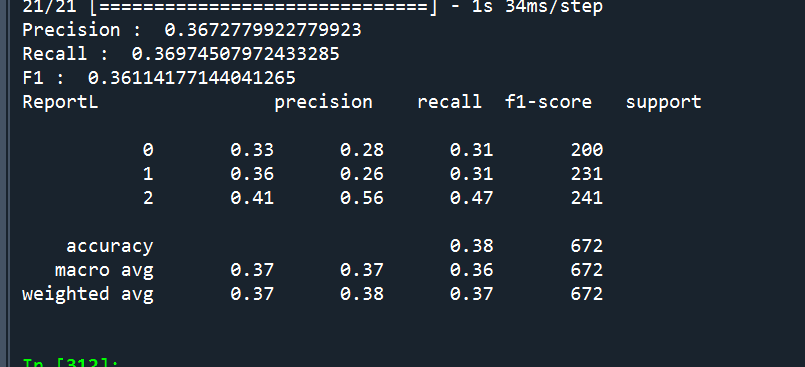 21/21 [==============================] - 1s 34ms/step
Precision :  0.3672779922779923
Recall :  0.36974507972433285
F1 :  0.36114177144041265
ReportL                precision    recall  f1-score   support

           0       0.33      0.28      0.31       200
           1       0.36      0.26      0.31       231
           2       0.41      0.56      0.47       241

    accuracy                           0.38       672
   macro avg       0.37      0.37      0.36       672
weighted avg       0.37      0.38      0.37       672

In [312]: